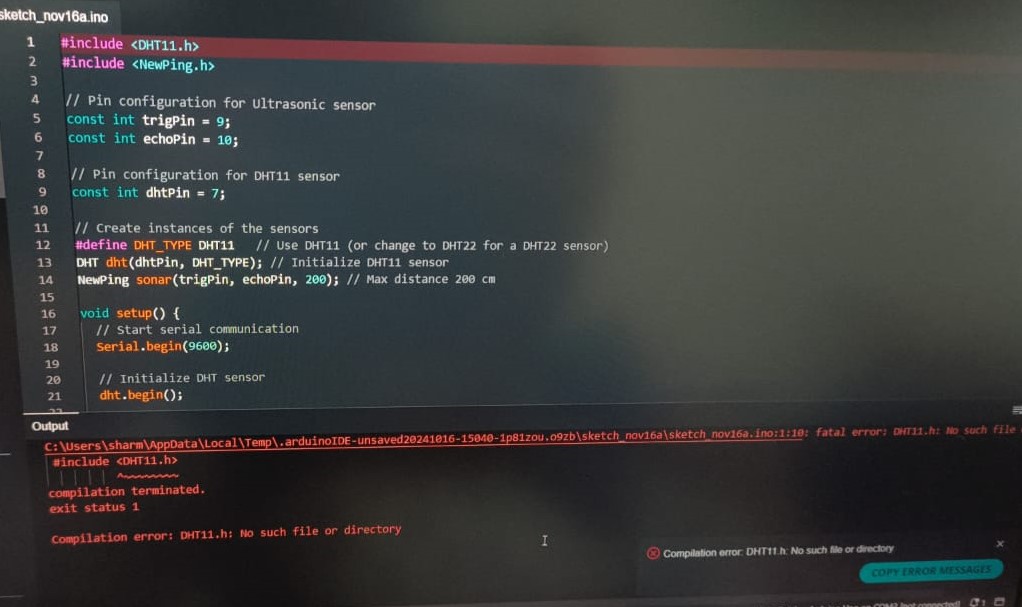 sketch_nov16a.ino
1 #include <DHT11.h>
2 #include <NewPing.h>
3
4 // Pin configuration for Ultrasonic sensor
5 const int trigPin = 9;
6 const int echoPin = 10;
7
8 // Pin configuration for DHT11 sensor
9 const int dhtPin = 7;
10
11 // Create instances of the sensors
12 #define DHT_TYPE DHT11 // Use DHT11 (or change to DHT22 for a DHT22 sensor)
13 DHT dht(dhtPin, DHT_TYPE); // Initialize DHT11 sensor
14 NewPing sonar(trigPin, echoPin, 200); // Max distance 200 cm
15
16 void setup() {
17 // Start serial communication
18 Serial.begin(9600);
19
20 // Initialize DHT sensor
21 dht.begin();
22
Output
C:\Users\sharm\AppData\Local\Temp\.arduinoIDE-unsaved20241016-15040-1p81zou.o9zb\sketch_nov16a\sketch_nov16a.ino:1:10: fatal error: DHT11.h: No such file
#include <DHT11.h>
^~~~~~~~~
compilation terminated.
exit status 1
Compilation error: DHT11.h: No such file or directory
Compilation error: DHT11.h: No such file or directory
COPY ERROR MESSAGES